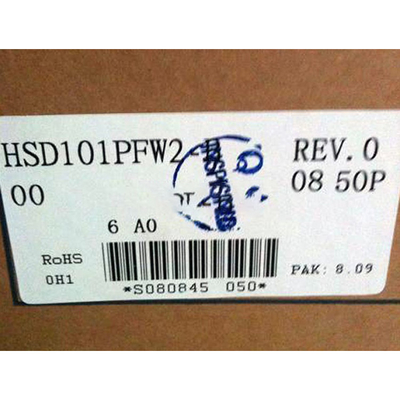 HSD101PFW2- REV.0
00 08 50P
6 A0
RoHS
0H1 PAK: 8.09
*S080845 050*